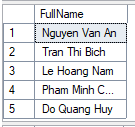 FullName
1 Nguyen Van An
2 Tran Thi Bich
3 Le Hoang Nam
4 Pham Minh C...
5 Do Quang Huy